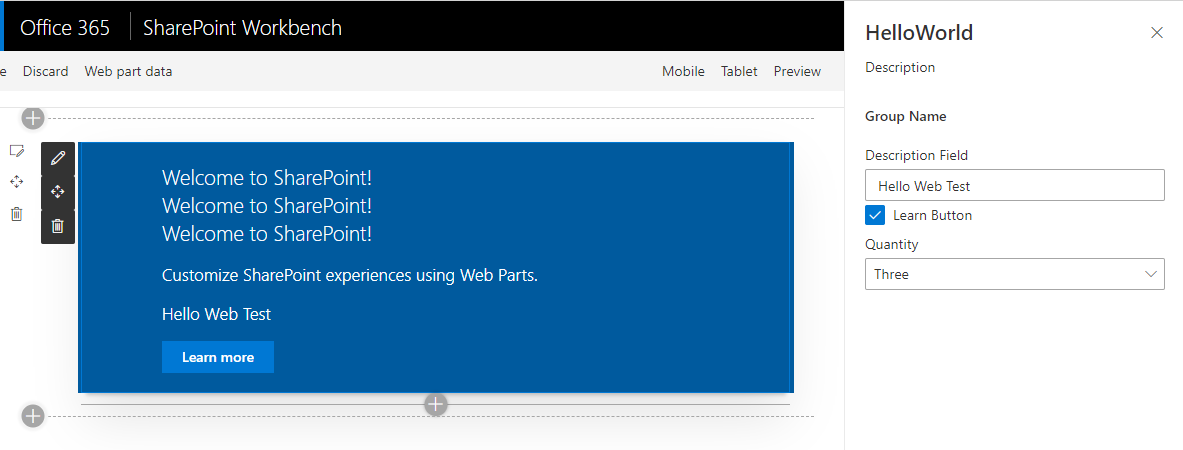 Office 365 SharePoint Workbench
e Discard Web part data Mobile Tablet Preview
Welcome to SharePoint!
Welcome to SharePoint!
Welcome to SharePoint!
Customize SharePoint experiences using Web Parts.
Hello Web Test
Learn more
HelloWorld
Description
Group Name
Description Field
Hello Web Test
Learn Button
Quantity
Three